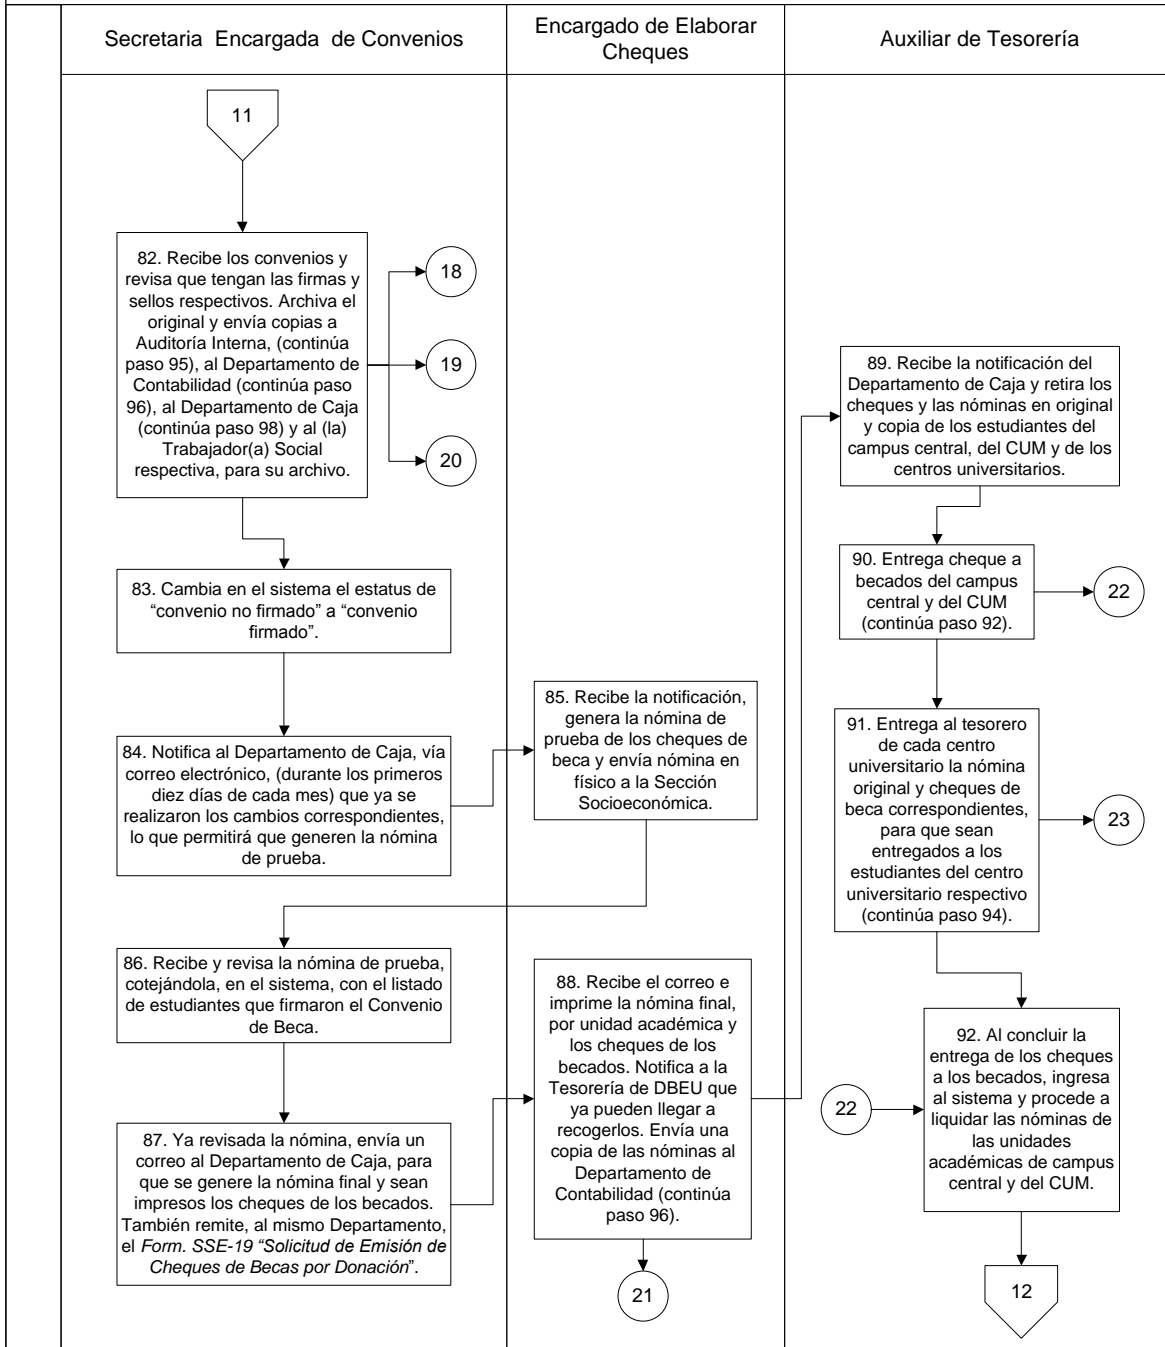 Secretaria Encargada de Convenios
Encargado de Elaborar
Cheques
Auxiliar de Tesorería
11
82. Recibe los convenios y
revisa que tengan las firmas y
sellos respectivos. Archiva el
original y envía copias a
Auditoría Interna, (continúa
paso 95), al Departamento de
Contabilidad (continúa paso
96), al Departamento de Caja
(continúa paso 98) y al (la)
Trabajador(a) Social
respectiva, para su archivo.
18
19
20
83. Cambia en el sistema el estatus de
“convenio no firmado” a “convenio
firmado”.
84. Notifica al Departamento de Caja, vía
correo electrónico, (durante los primeros
diez días de cada mes) que ya se
realizaron los cambios correspondientes,
lo que permitirá que generen la nómina
de prueba.
85. Recibe la notificación,
genera la nómina de
prueba de los cheques de
beca y envía nómina en
físico a la Sección
Socioeconómica.
86. Recibe y revisa la nómina de prueba,
cotejándola, en el sistema, con el listado
de estudiantes que firmaron el Convenio
de Beca.
87. Ya revisada la nómina, envía un
correo al Departamento de Caja, para
que se genere la nómina final y sean
impresos los cheques de los becados.
También remite, al mismo Departamento,
el Form. SSE-19 “Solicitud de Emisión de
Cheques de Becas por Donación”.
88. Recibe el correo e
imprime la nómina final,
por unidad académica y
los cheques de los
becados. Notifica a la
Tesorería de DBEU que
ya pueden llegar a
recogerlos. Envía una
copia de las nóminas al
Departamento de
Contabilidad (continúa
paso 96).
21
89. Recibe la notificación del
Departamento de Caja y retira los
cheques y las nóminas en original
y copia de los estudiantes del
campus central, del CUM y de los
centros universitarios.
90. Entrega cheque a
becados del campus
central y del CUM
(continúa paso 92).
22
91. Entrega al tesorero
de cada centro
universitario la nómina
original y cheques de
beca correspondientes,
para que sean
entregados a los
estudiantes del centro
universitario respectivo
(continúa paso 94).
23
22
92. Al concluir la
entrega de los cheques
a los becados, ingresa
al sistema y procede a
liquidar las nóminas de
las unidades
académicas de campus
central y del CUM.
12